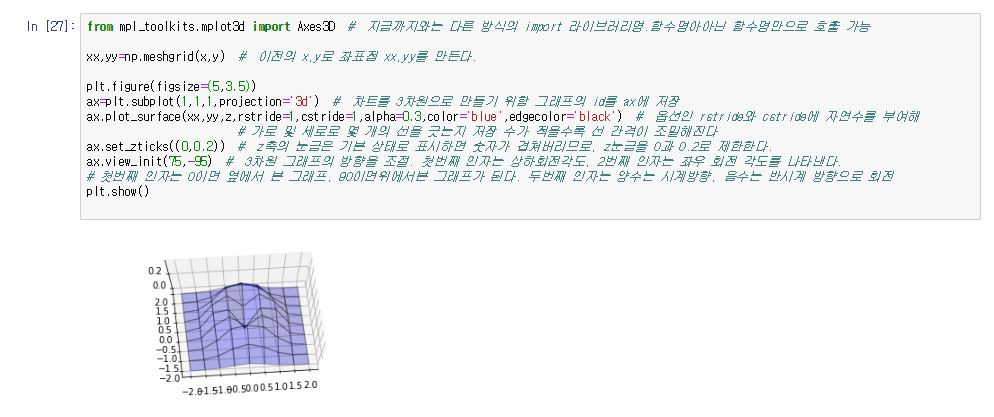 In [27]: from mpl_toolkits.mplot3d import Axes3D # 지금까지와는 다른 방식의 import 라이브러리명.함수명아아닌 함수명만으로 호출 가능
xx,yy=np.meshgrid(x,y) # 이전의 x,y로 좌표점 xx,yy를 만든다.
plt.figure(figsize=(5,3.5))
ax=plt.subplot(1,1,1,projection='3d') # 차트를 3차원으로 만들기 위함 그래프의 id를 ax에 저장
ax.plot_surface(xx,yy,z,rstride=1,cstride=1,alpha=0.3,color='blue',edgecolor='black') # 옵션인 rstride와 cstride에 자연수를 부여해
# 가로 및 세로로 몇 개의 선을 긋는지 저장 수가 적을수록 선 간격이 조밀해진다
ax.set_zticks((0,0.2)) # z축의 눈금은 기본 상태로 표시하면 숫자가 겹쳐버리므로, z눈금을 0과 0.2로 제한한다.
ax.view_init(75,-95) # 3차원 그래프의 방향을 조절. 첫번째 인자는 상하회전각도, 2번째 인자는 좌우 회전 각도를 나타낸다.
# 첫번째 인자는 0이면 옆에서 본 그래프, 90이면위에서본 그래프가 된다. 두번째 인자는 양수는 시계방향, 음수는 반시계 방향으로 회전
plt.show()
0.2
0.0
2.0
1.5
1.0
0.5
0.0
−0.5
−1.0
−1.5
−2.0
−2.0−1.5−1.0−0.50.0 0.5 1.0 1.5 2.0